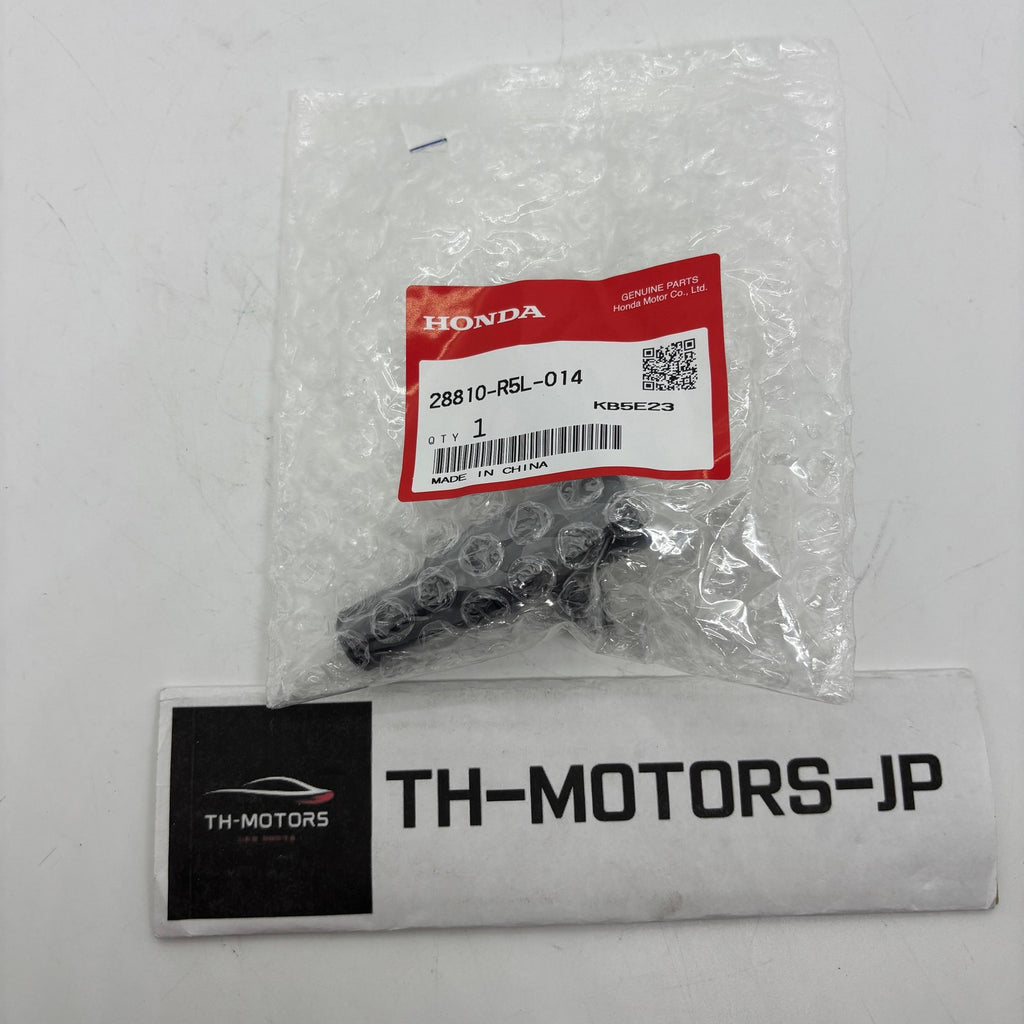 GENUINE PARTS
Honda Motor Co., Ltd.
HONDA
28810-R5L-014
KB5E23
QTY 1
MADE IN CHINA
TH-MOTORS-JP
TH-MOTORS